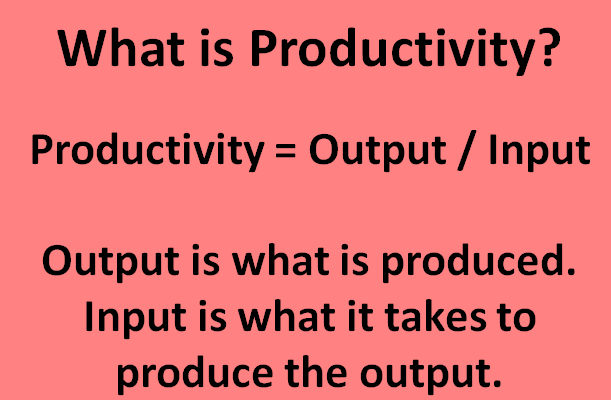 What is Productivity?
Productivity = Output / Input
Output is what is produced.
Input is what it takes to
produce the output.